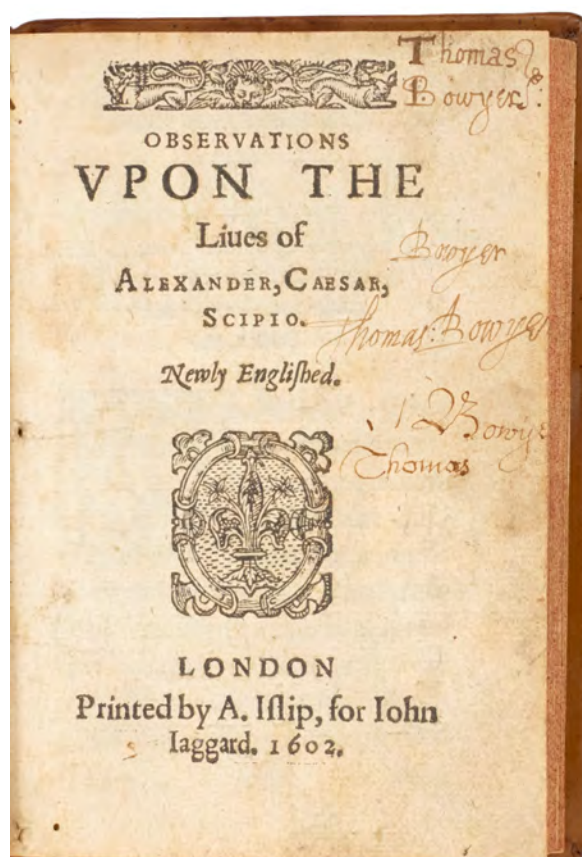 Thomas
Bowyer
OBSERVATIONS
VPON THE
Liues of
ALEXANDER, CAESAR,
SCIPIO.
Newly Engliſhed.
Bowyer
Thomas: Bowyer
Bowye
Thomas
LONDON
Printed by A. Iſlip, for Iohn
Iaggard. 1602.